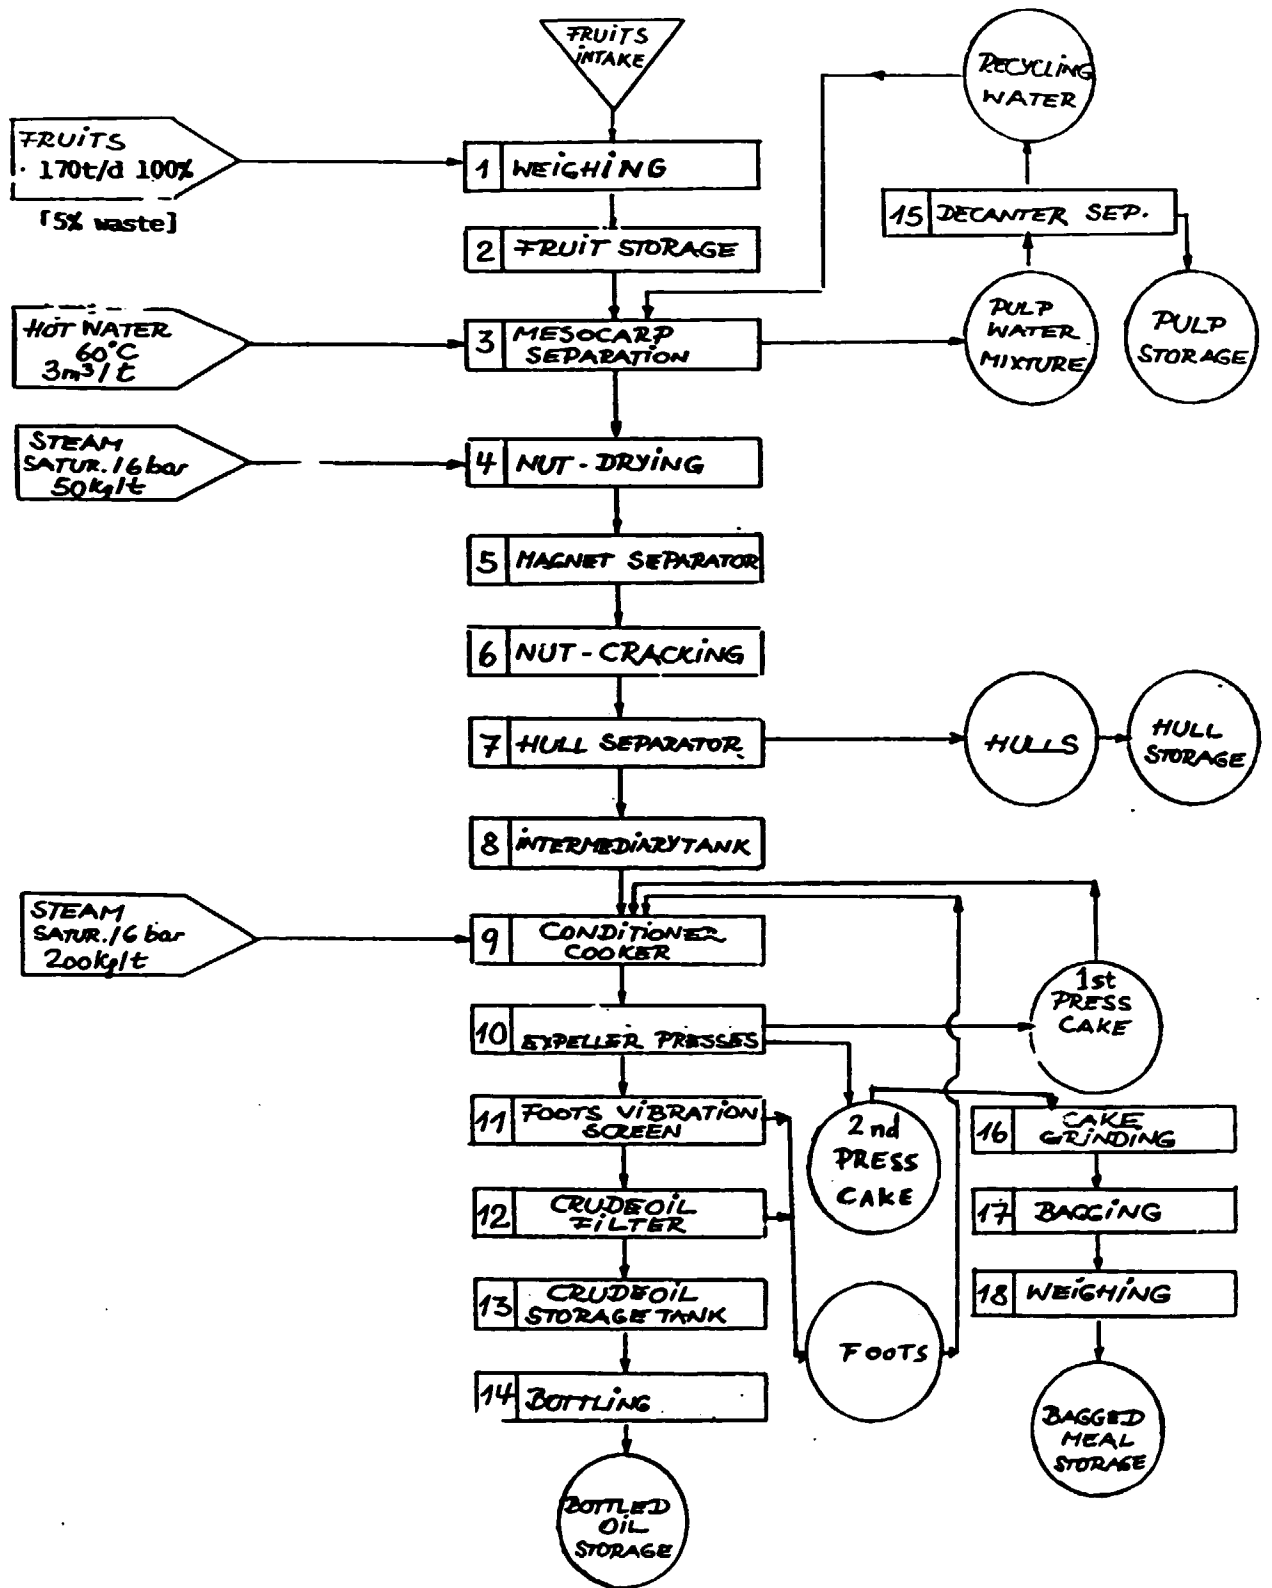 FRUITS
INTAKE
RECYCLING
WATER
FRUITS
170t/d 100%
[5% waste]
1 WEIGHING
15 DECANTER SEP.
2 FRUIT STORAGE
HOT WATER
60°C
3m³/t
3 MESOCARP
SEPARATION
PULP
WATER
MIXTURE
PULP
STORAGE
STEAM
SATUR./6 bar
50kg/t
4 NUT-DRYING
5 MAGNET SEPARATOR
6 NUT-CRACKING
7 HULL SEPARATOR
HULLS
HULL
STORAGE
8 INTERMEDIARY TANK
STEAM
SATUR./6 bar
200kg/t
9 CONDITIONER
COOKER
1st
PRESS
CAKE
10 EXPELLER PRESSES
11 FOOTS VIBRATION
SCREEN
2nd
PRESS
CAKE
16 CAKE
GRINDING
12 CRUDEOIL
FILTER
17 BAGGING
13 CRUDEOIL
STORAGE TANK
18 WEIGHING
FOOTS
14 BOTTLING
BAGGED
MEAL
STORAGE
BOTTLED
OIL
STORAGE